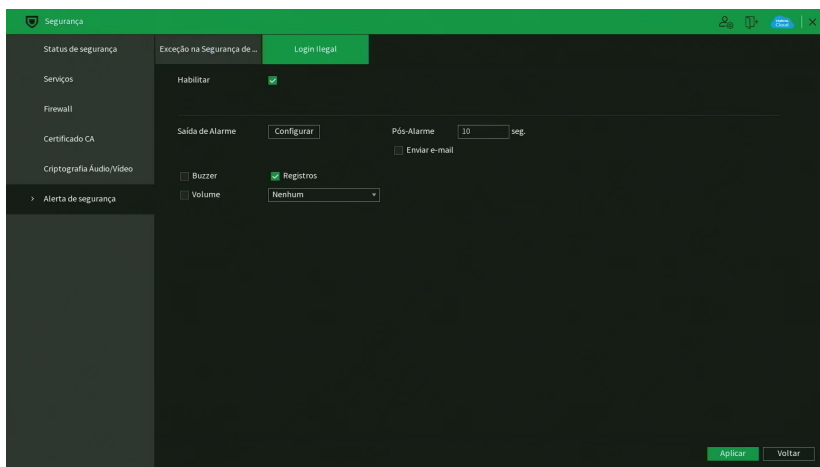 Segurança
Cloud
Status de segurança
Serviços
Firewall
Certificado CA
Criptografia Áudio/Vídeo
> Alerta de segurança
Exceção na Segurança de ...
Login Ilegal
Habilitar
Saída de Alarme Configurar Pós-Alarme 10 seg.
Enviar e-mail
Buzzer Registros
Volume Nenhum
Aplicar Voltar